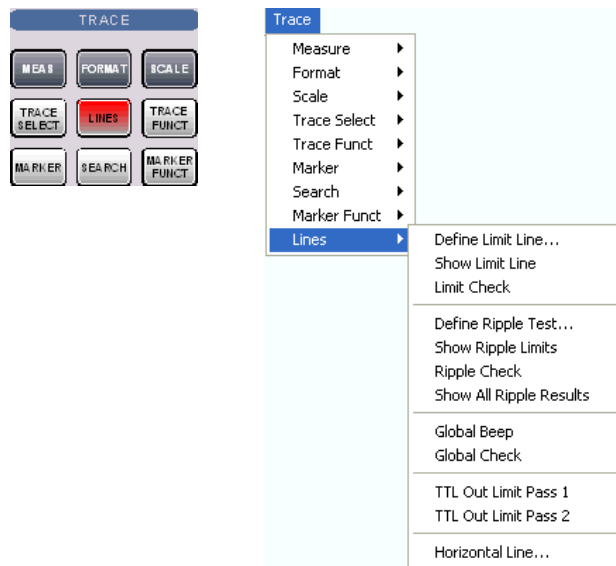 TRACE
MEAS
FORMAT
SCALE
TRACE
SELECT
LINES
TRACE
FUNCT
MARKER
SEARCH
MARKER
FUNCT
Trace
Measure
Format
Scale
Trace Select
Trace Funct
Marker
Search
Marker Funct
Lines
Define Limit Line...
Show Limit Line
Limit Check
Define Ripple Test...
Show Ripple Limits
Ripple Check
Show All Ripple Results
Global Beep
Global Check
TTL Out Limit Pass 1
TTL Out Limit Pass 2
Horizontal Line...